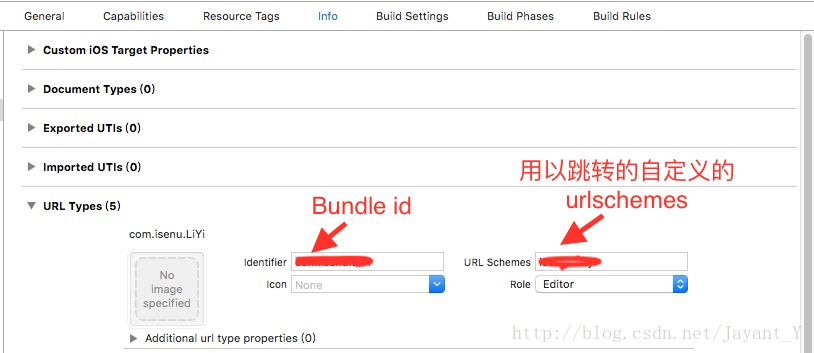 General Capabilities Resource Tags Info Build Settings Build Phases Build Rules
Custom iOS Target Properties
Document Types (0)
Exported UTIs (0)
Imported UTIs (0)
URL Types (5)
Bundle id
用以跳转的自定义的
urlschemes
com.isenu.LiYi
No
image
specified
Identifier
URL Schemes
Icon None
Role Editor
Additional url type properties (0)
http://blog.csdn.net/Jayant_Y